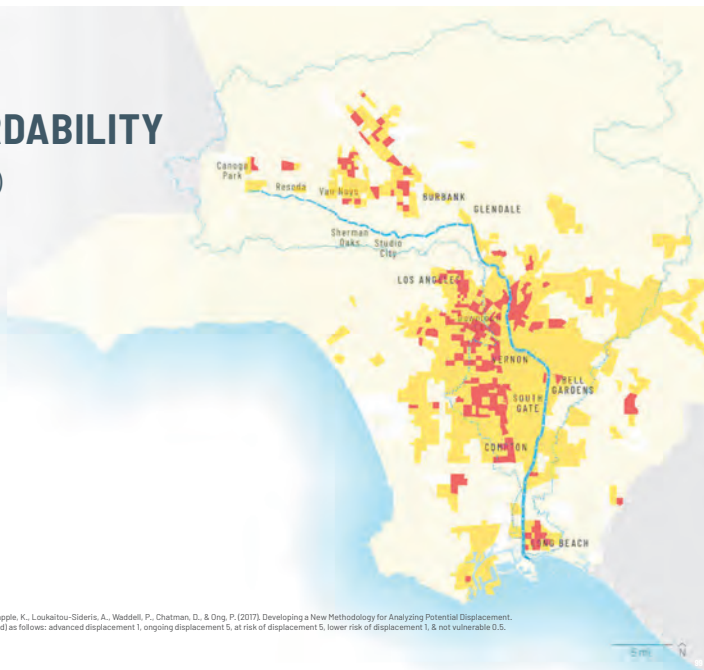 RDABILITY
)
Canoga
Park
Reseda
Van Nuys
BURBANK
GLENDALE
Sherman
Oaks
Studio
City
LOS ANGELES
VERNON
BELL
GARDENS
SOUTH
GATE
COMPTON
LONG BEACH
apple, K., Loukaitou-Sideris, A., Waddell, P., Chatman, D., & Ong, P. (2017). Developing a New Methodology for Analyzing Potential Displacement.
d) as follows: advanced displacement 1, ongoing displacement 5, at risk of displacement 5, lower risk of displacement 1, & not vulnerable 0.5.
5 mi
N